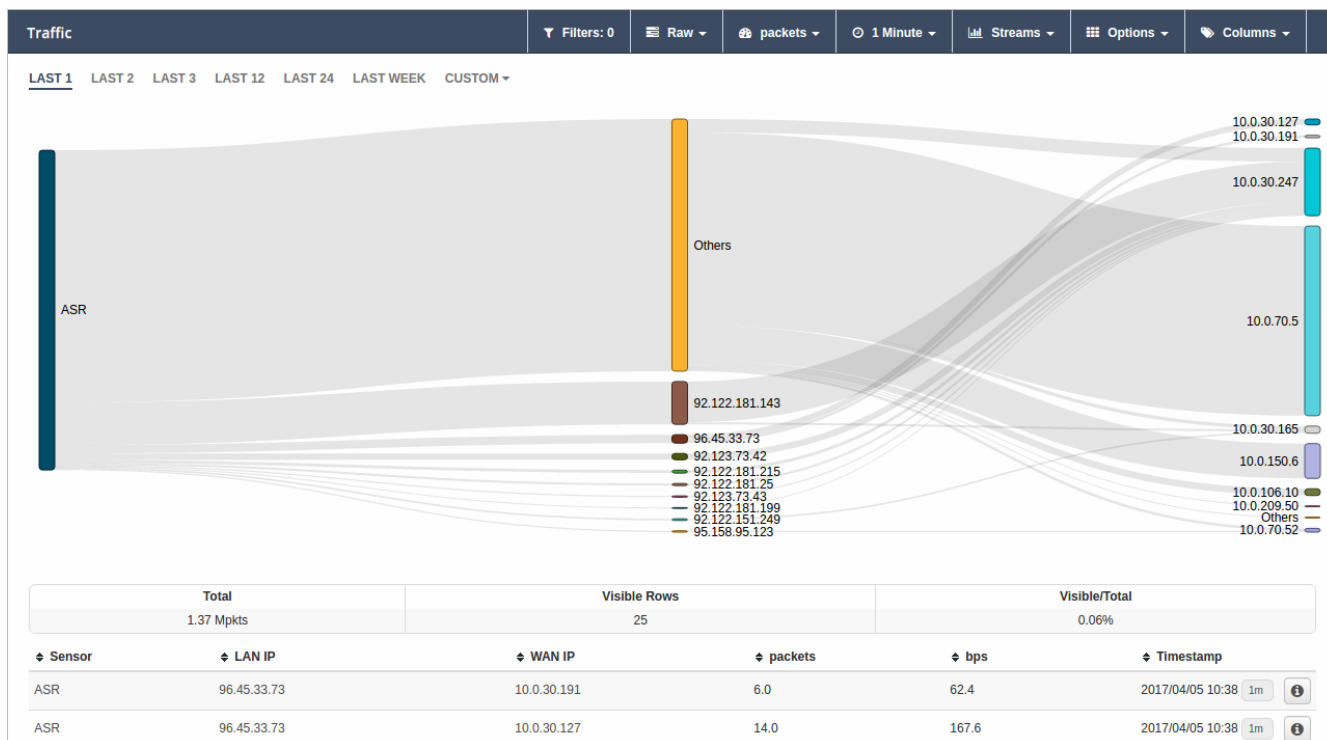 Traffic
Filters: 0
Raw
packets
1 Minute
Streams
Options
Columns
LAST 1 LAST 2 LAST 3 LAST 12 LAST 24 LAST WEEK CUSTOM
ASR
Others
92.122.181.143
96.45.33.73
92.123.73.42
92.122.181.215
92.122.181.25
92.123.73.43
92.122.181.199
92.122.151.249
95.158.95.123
10.0.30.127
10.0.30.191
10.0.30.247
10.0.70.5
10.0.30.165
10.0.150.6
10.0.106.10
10.0.209.50
Others
10.0.70.52
Total Visible Rows Visible/Total
1.37 Mpkts 25 0.06%
Sensor LAN IP WAN IP packets bps Timestamp
ASR 96.45.33.73 10.0.30.191 6.0 62.4 2017/04/05 10:38 1m
ASR 96.45.33.73 10.0.30.127 14.0 167.6 2017/04/05 10:38 1m